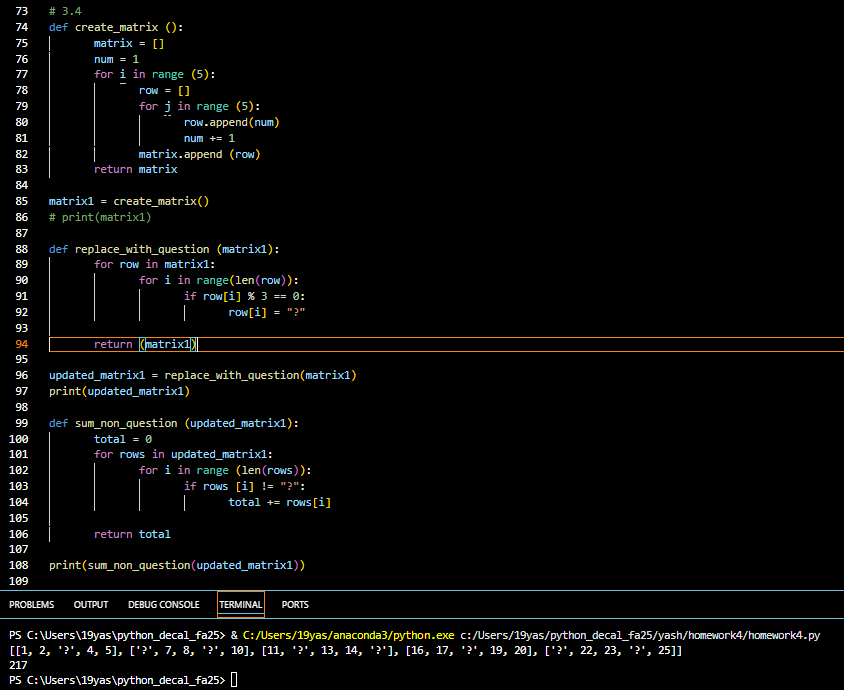 73 # 3.4
74 def create_matrix ():
75 matrix = []
76 num = 1
77 for i in range (5):
78 row = []
79 for j in range (5):
80 row.append(num)
81 num += 1
82 matrix.append (row)
83 return matrix
84
85 matrix1 = create_matrix()
86 # print(matrix1)
87
88 def replace_with_question (matrix1):
89 for row in matrix1:
90 for i in range(len(row)):
91 if row[i] % 3 == 0:
92 row[i] = "?"
93
94 return (matrix1)
95
96 updated_matrix1 = replace_with_question(matrix1)
97 print(updated_matrix1)
98
99 def sum_non_question (updated_matrix1):
100 total = 0
101 for rows in updated_matrix1:
102 for i in range (len(rows)):
103 if rows [i] != "?":
104 total += rows[i]
105
106 return total
107
108 print(sum_non_question(updated_matrix1))
109
PROBLEMS OUTPUT DEBUG CONSOLE TERMINAL PORTS
PS C:\Users\19yas\python_decal_fa25> & C:/Users/19yas/anaconda3/python.exe c:/Users/19yas/python_decal_fa25/yash/homework4/homework4.py
[[1, 2, '?', 4, 5], ['?', 7, 8, '?', 10], [11, '?', 13, 14, '?'], [16, 17, '?', 19, 20], ['?', 22, 23, '?', 25]]
217
PS C:\Users\19yas\python_decal_fa25>